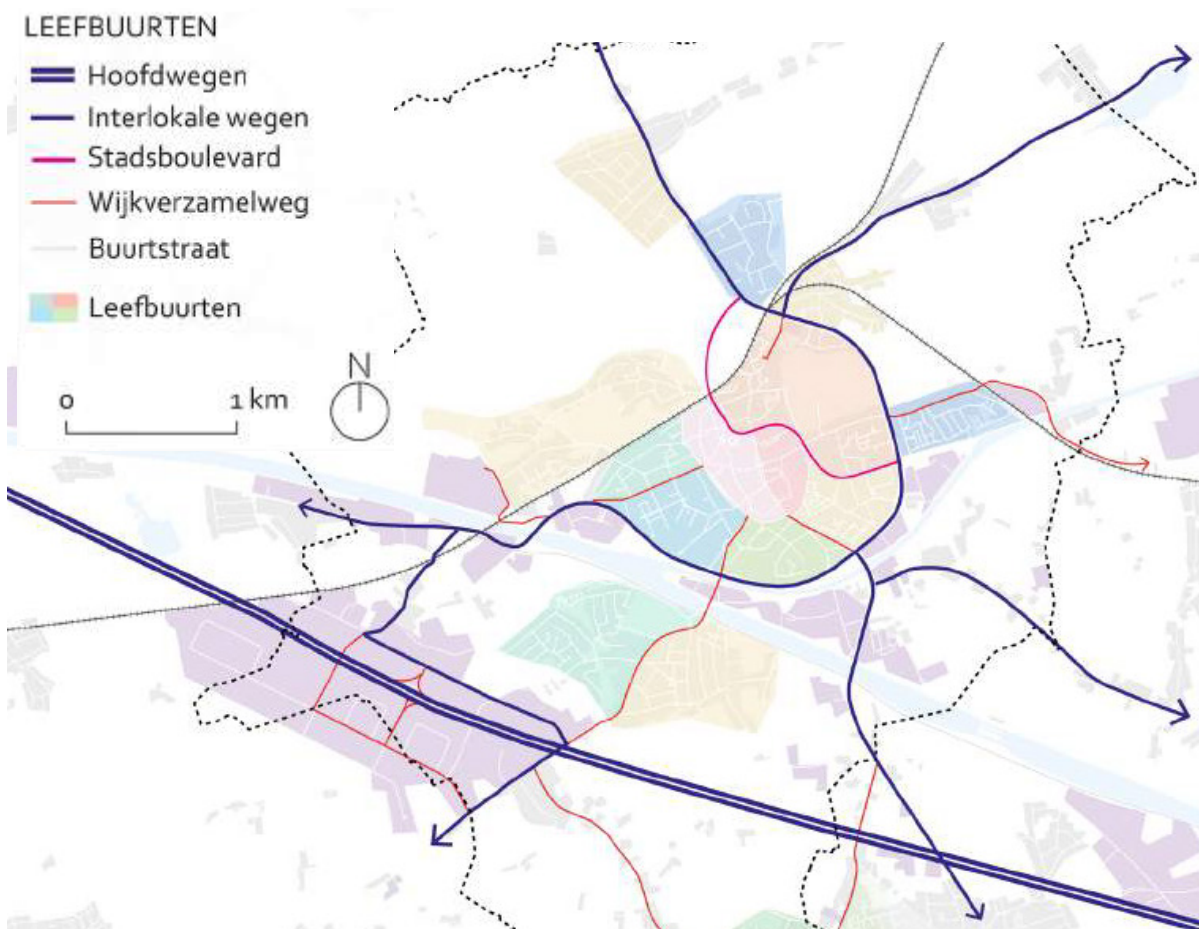 LEEFBUURTEN
Hoofdwegen
Interlokale wegen
Stadsboulevard
Wijkverzamelweg
Buurtstraat
Leefbuurten
N
0 1 km